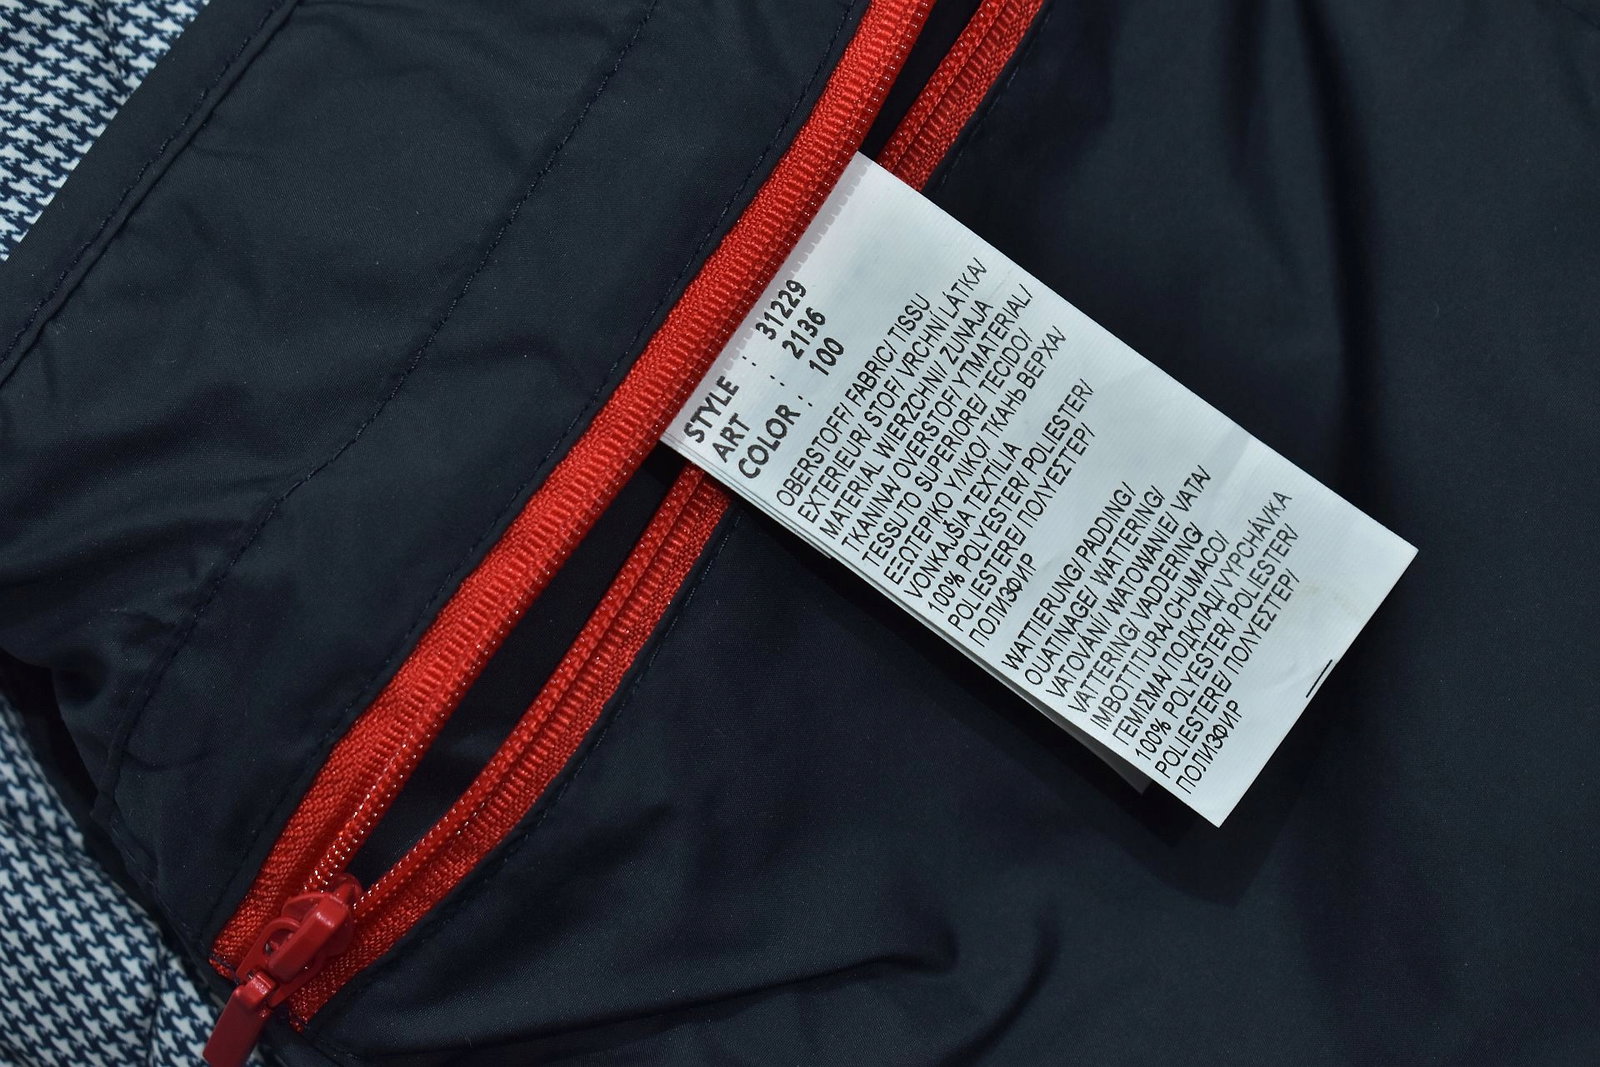 STYLE : 31229
ART : 2136
COLOR : 100
OBERSTOFF/ FABRIC/ TISSU
EXTERIEUR/ STOF/ VRCHNÍ LÁTKA/
MATERIAL WIERZCHNI/ ZUNAJA
TKANINA/ OVERSTOF/ YTMATERIAL/
TESSUTO SUPERIORE/ TECIDO/
ΕΞΩΤΕΡΙΚΟ ΥΛΙΚΟ/ ТКАНЬ ВЕРХА/
VONKAJŠIA TEXTÍLIA
100% POLYESTER/ POLIESTER/
POLIESTERE/ ΠΟΛΥΕΣΤΕΡ/
ПОЛИЭФИР
WATTIERUNG/ PADDING/
OUATINAGE/ WATTERING/
VATOVÁNÍ/ WATOWANIE/ VATA/
VATTERING/ VADDERING/
IMBOTTITURA/ CHUMACO/
ΓΕΜΙΣΜΑ/ ПОДКЛАД/ VYPCHÁVKA
100% POLYESTER/ POLIESTER/
POLIESTERE/ ΠΟΛΥΕΣΤΕΡ/
ПОЛИЭФИР